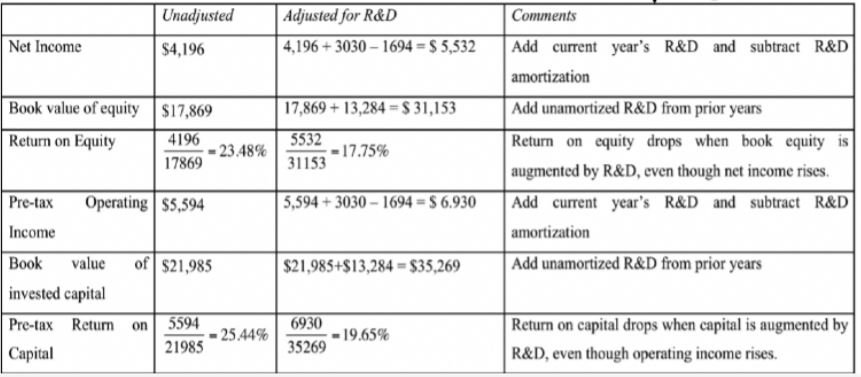 Unadjusted Adjusted for R&D Comments
Net Income $4,196 4,196 + 3030 – 1694 = $ 5,532 Add current year's R&D and subtract R&D
amortization
Book value of equity $17,869 17,869 + 13,284 = $ 31,153 Add unamortized R&D from prior years
Return on Equity 4196/17869 = 23.48% 5532/31153 = 17.75% Return on equity drops when book equity is
augmented by R&D, even though net income rises.
Pre-tax Operating $5,594 5,594 + 3030 – 1694 = $ 6.930 Add current year's R&D and subtract R&D
Income amortization
Book value of $21,985 $21,985+$13,284 = $35,269 Add unamortized R&D from prior years
invested capital
Pre-tax Return on 5594/21985 = 25.44% 6930/35269 = 19.65% Return on capital drops when capital is augmented by
Capital R&D, even though operating income rises.